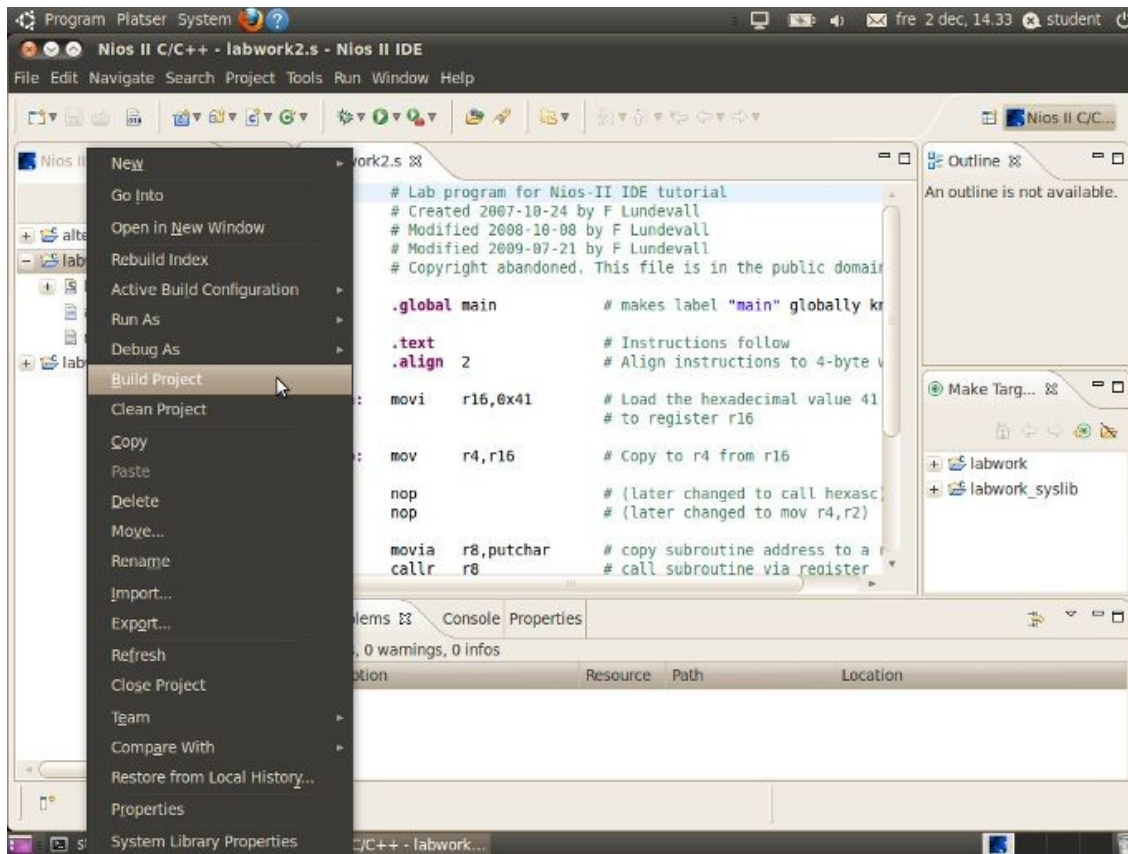 Program Platser System
fre 2 dec, 14.33 student
Nios II C/C++ - labwork2.s - Nios II IDE
File Edit Navigate Search Project Tools Run Window Help
Nios II C/C...
Nios II
work2.s
Outline
An outline is not available.
# Lab program for Nios-II IDE tutorial
# Created 2007-10-24 by F Lundevall
# Modified 2008-10-08 by F Lundevall
# Modified 2009-07-21 by F Lundevall
# Copyright abandoned. This file is in the public domain
.global main # makes label "main" globally kn
.text # Instructions follow
.align 2 # Align instructions to 4-byte w
: movi r16,0x41 # Load the hexadecimal value 41
# to register r16
: mov r4,r16 # Copy to r4 from r16
nop # (later changed to call hexasc)
nop # (later changed to mov r4,r2)
movia r8,putchar # copy subroutine address to a r
callr r8 # call subroutine via register
alte
lab
lab
New
Go Into
Open in New Window
Rebuild Index
Active Build Configuration
Run As
Debug As
Build Project
Clean Project
Copy
Paste
Delete
Move...
Rename
Import...
Export...
Refresh
Close Project
Team
Compare With
Restore from Local History...
Properties
System Library Properties
Make Targ...
labwork
labwork_syslib
lems Console Properties
, 0 warnings, 0 infos
ption Resource Path Location
s
C/C++ - labwork...